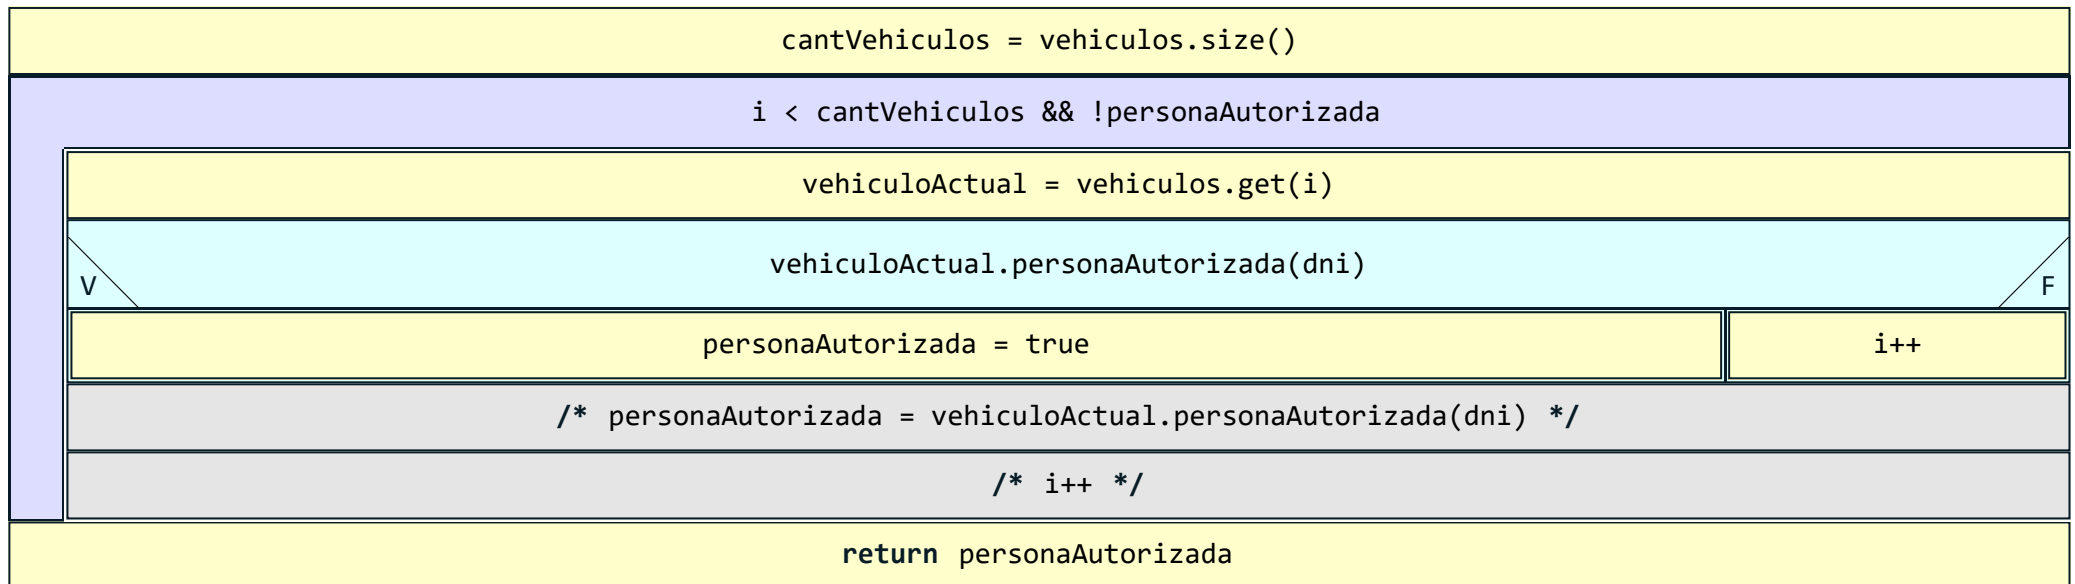 cantVehiculos = vehiculos.size()
i < cantVehiculos && !personaAutorizada
vehiculoActual = vehiculos.get(i)
vehiculoActual.personaAutorizada(dni)
V
F
personaAutorizada = true
i++
/* personaAutorizada = vehiculoActual.personaAutorizada(dni) */
/* i++ */
return personaAutorizada